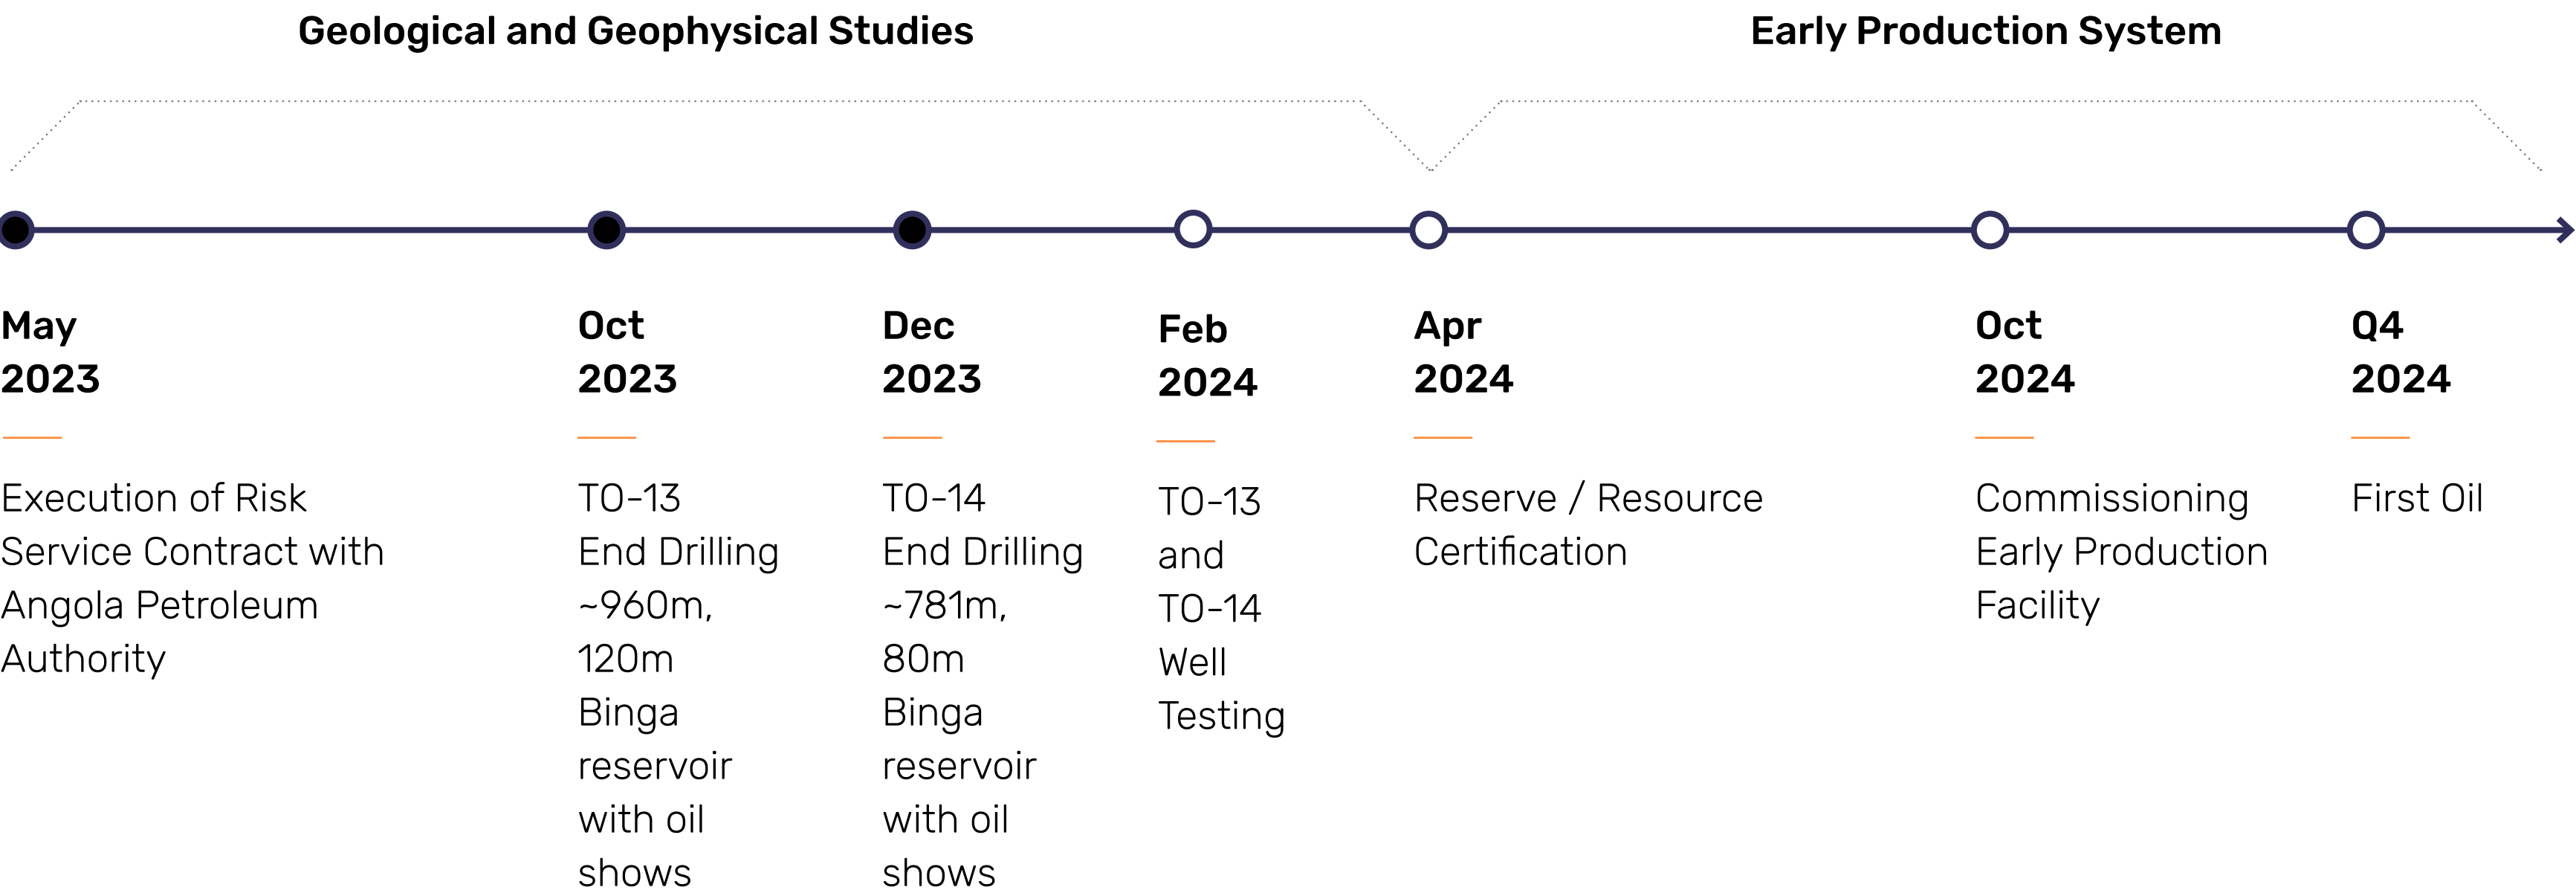 Geological and Geophysical Studies
Early Production System
May
2023
Execution of Risk
Service Contract with
Angola Petroleum
Authority
Oct
2023
TO-13
End Drilling
~960m,
120m
Binga
reservoir
with oil
shows
Dec
2023
TO-14
End Drilling
~781m,
80m
Binga
reservoir
with oil
shows
Feb
2024
TO-13
and
TO-14
Well
Testing
Apr
2024
Reserve / Resource
Certification
Oct
2024
Commissioning
Early Production
Facility
Q4
2024
First Oil